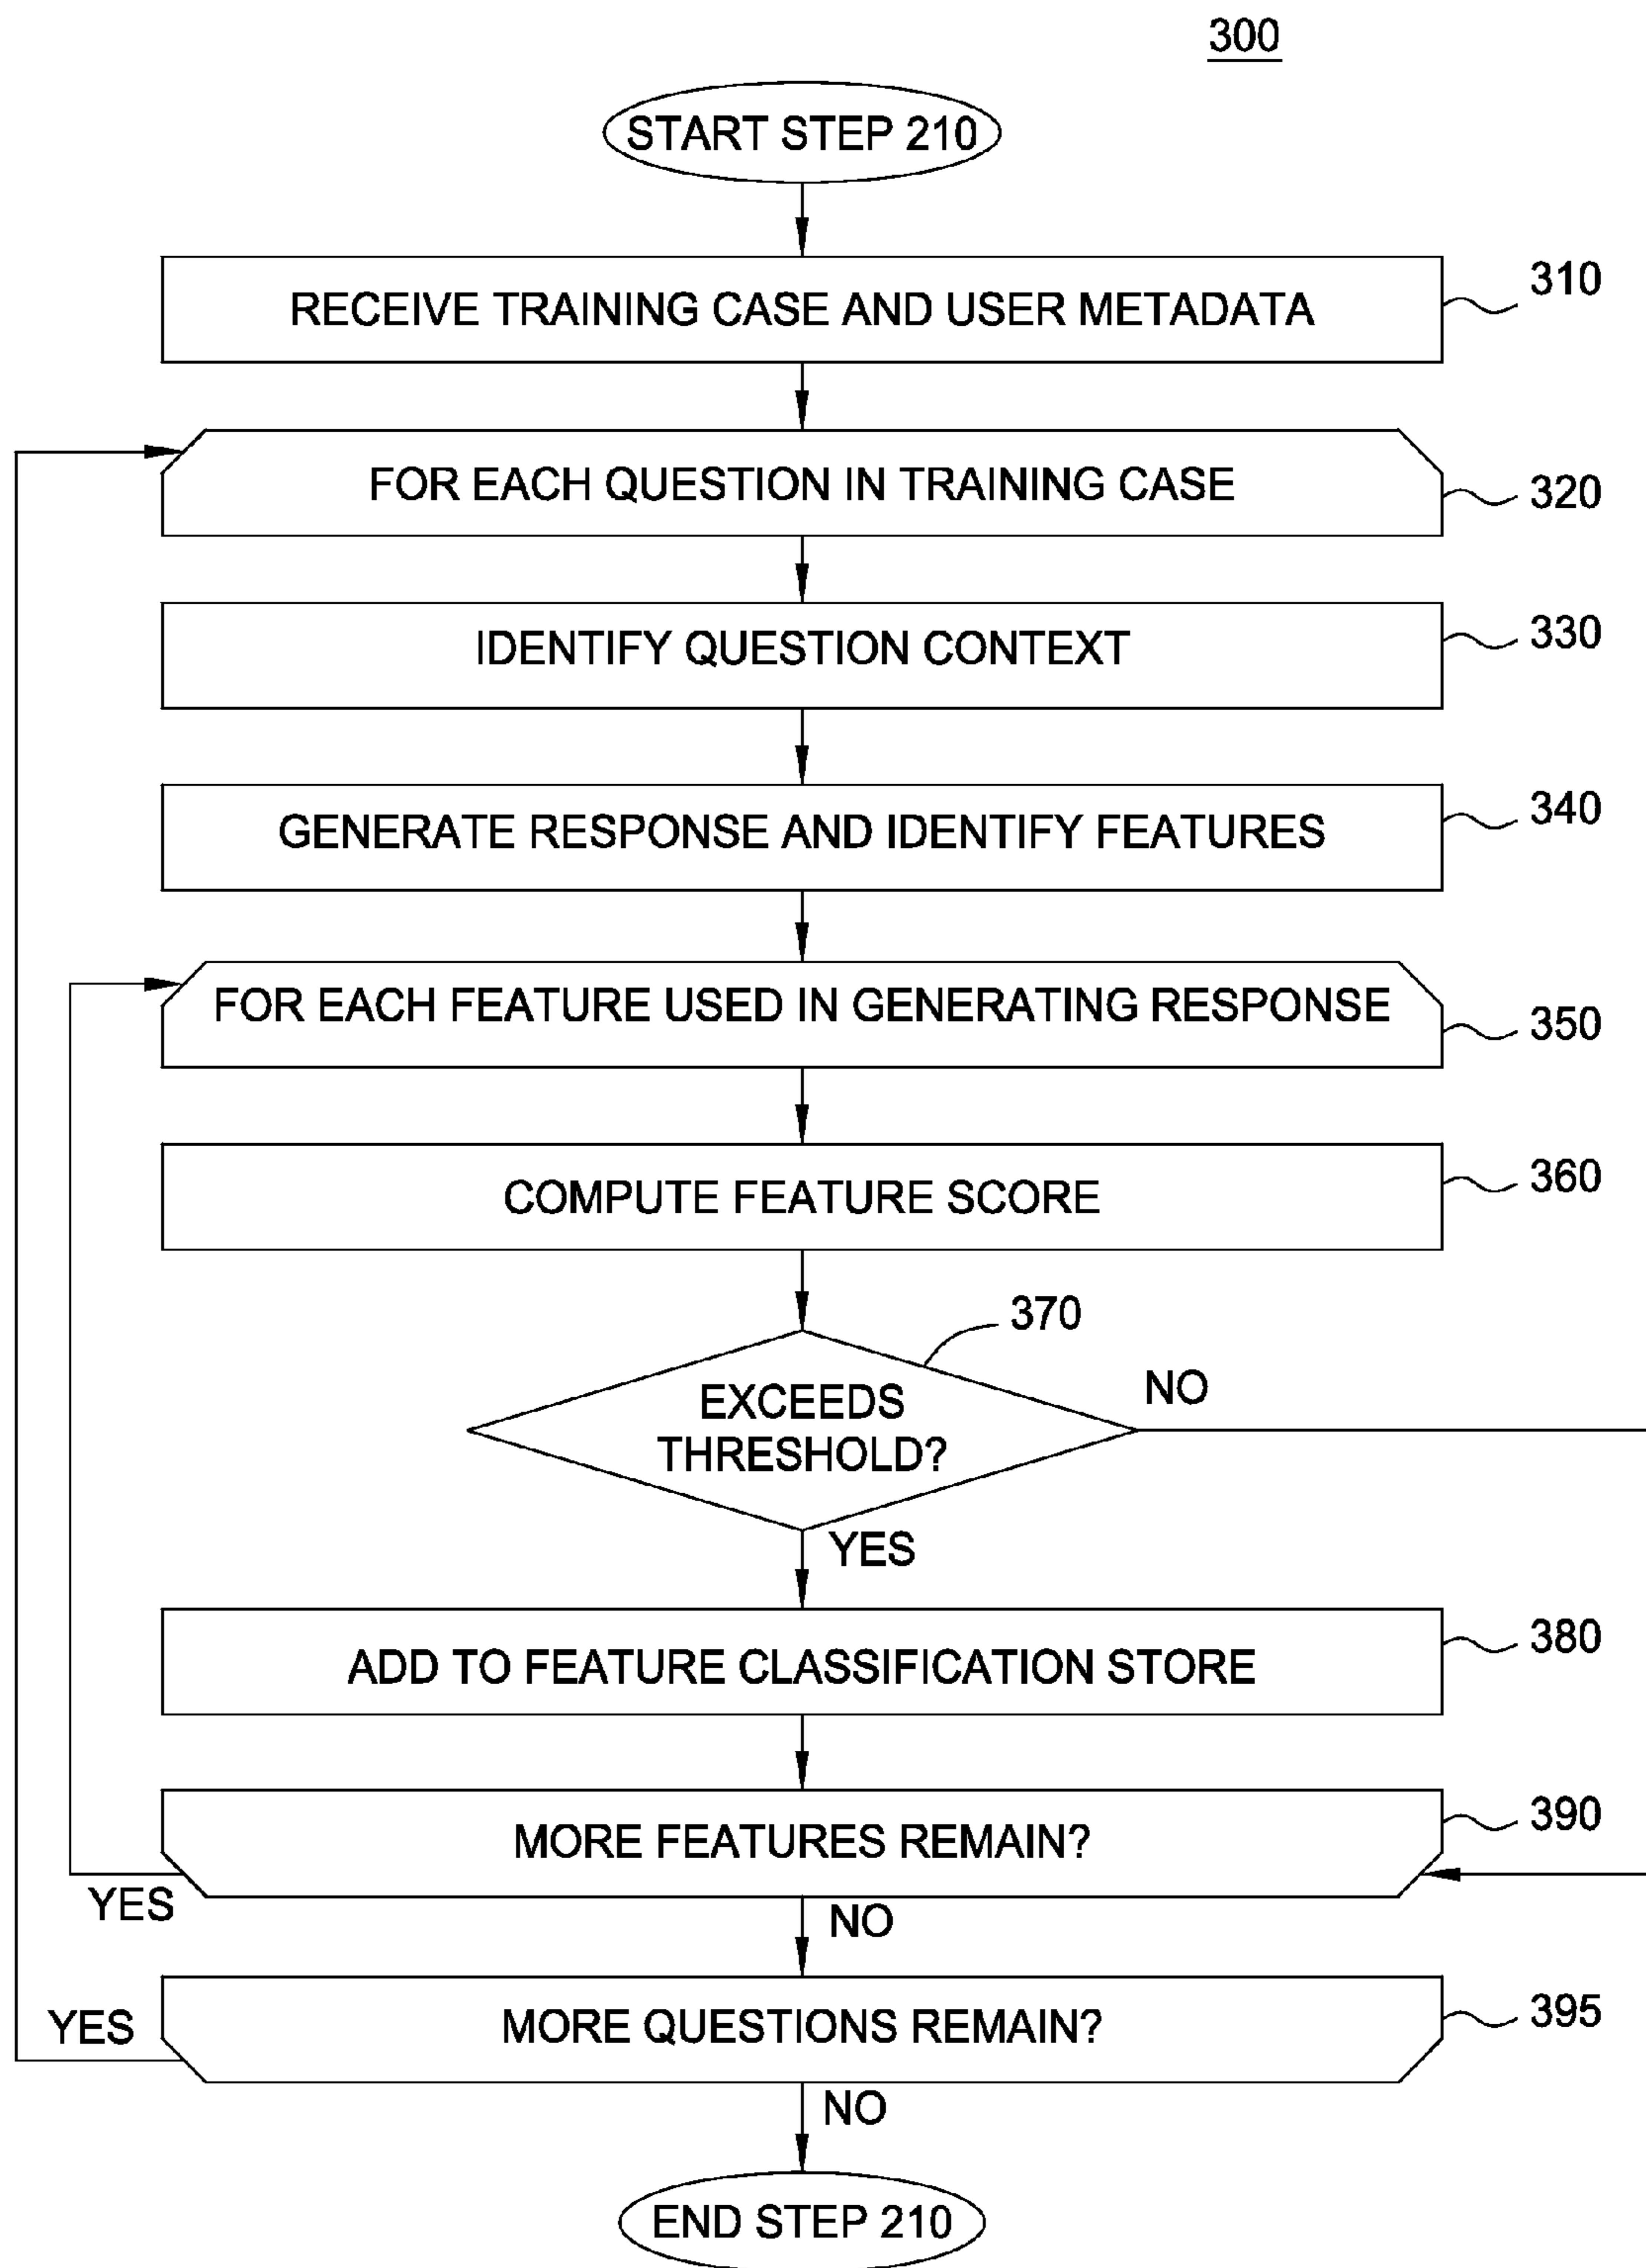 300
START STEP 210
RECEIVE TRAINING CASE AND USER METADATA
310
FOR EACH QUESTION IN TRAINING CASE
320
IDENTIFY QUESTION CONTEXT
330
GENERATE RESPONSE AND IDENTIFY FEATURES
340
FOR EACH FEATURE USED IN GENERATING RESPONSE
350
COMPUTE FEATURE SCORE
360
370
EXCEEDS
THRESHOLD?
NO
YES
ADD TO FEATURE CLASSIFICATION STORE
380
MORE FEATURES REMAIN?
390
YES
NO
MORE QUESTIONS REMAIN?
395
YES
NO
END STEP 210